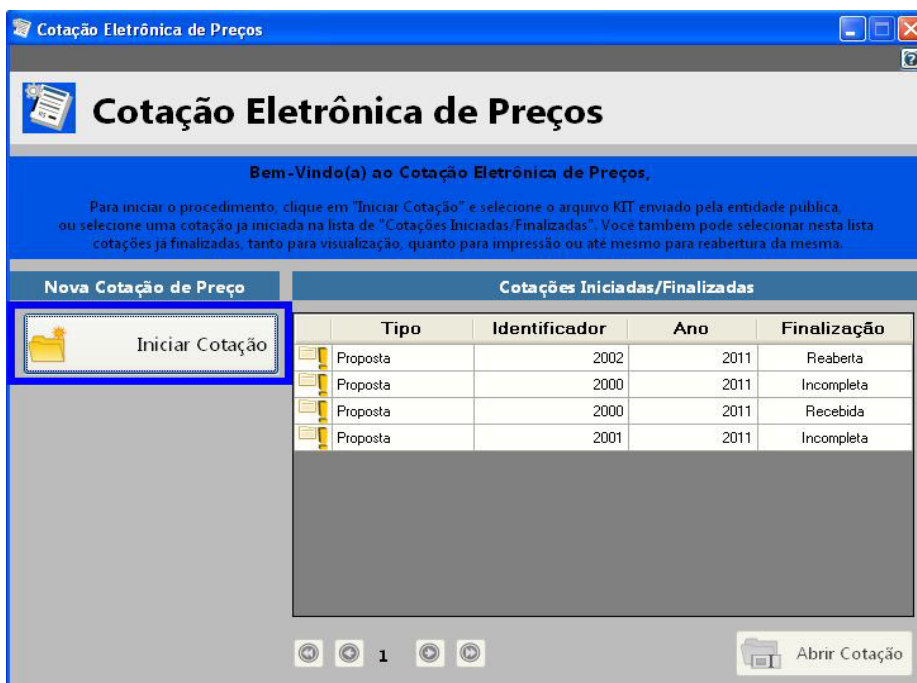 Cotação Eletrônica de Preços
Cotação Eletrônica de Preços
Bem-Vindo(a) ao Cotação Eletrônica de Preços,
Para iniciar o procedimento, clique em "Iniciar Cotação" e selecione o arquivo KIT enviado pela entidade pública,
ou selecione uma cotação já iniciada na lista de "Cotações Iniciadas/Finalizadas". Você também pode selecionar nesta lista
cotações já finalizadas, tanto para visualização, quanto para impressão ou até mesmo para reabertura da mesma.
Nova Cotação de Preço
Cotações Iniciadas/Finalizadas
Iniciar Cotação
Tipo Identificador Ano Finalização
Proposta 2002 2011 Reaberta
Proposta 2000 2011 Incompleta
Proposta 2000 2011 Recebida
Proposta 2001 2011 Incompleta
1
Abrir Cotação